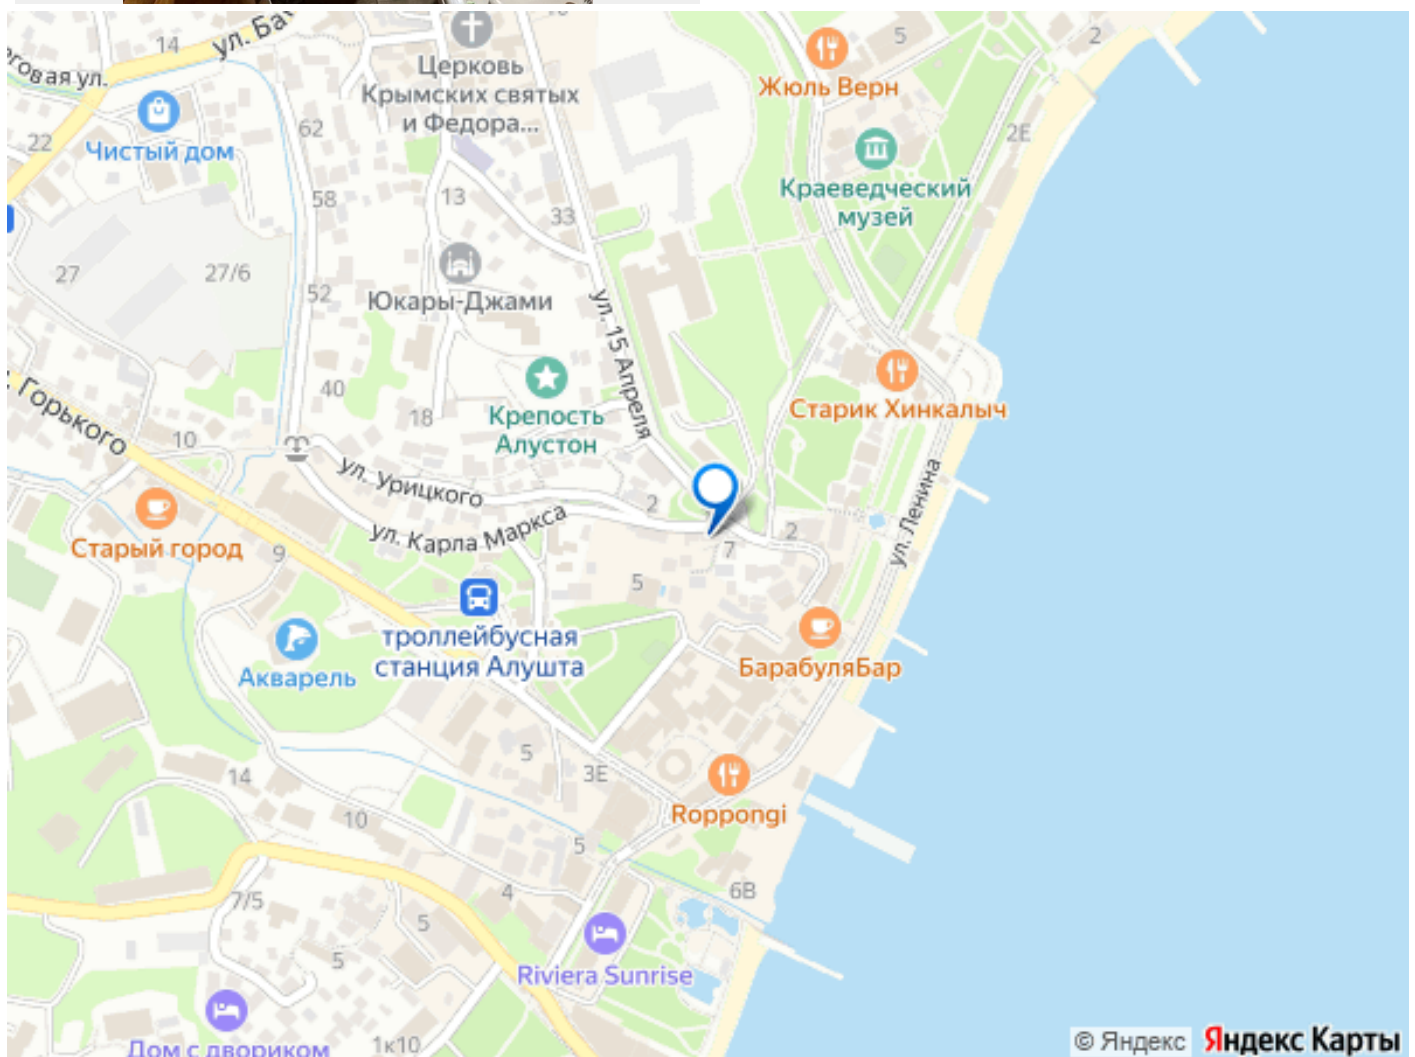 14
ул. Ба
говая ул.
5
2
Жюль Верн
Церковь
Крымских святых
и Федора...
62
22
Чистый дом
2Е
Краеведческий
музей
58
13
33
27
27/6
52
Юкары-Джами
ул. 15 Апреля
40
18
Крепость
Алустон
Старик Хинкалыч
Горького
10
ул. Урицкого
2
ул. Карла Маркса
ул. Ленина
Старый город
9
7
2
5
троллейбусная
станция Алушта
Акварель
БарабуляБар
5
3Е
14
10
Roppongi
5
4
6В
7/5
5
5
Riviera Sunrise
Дом с двориком
1к10
© Яндекс Яндекс Карты